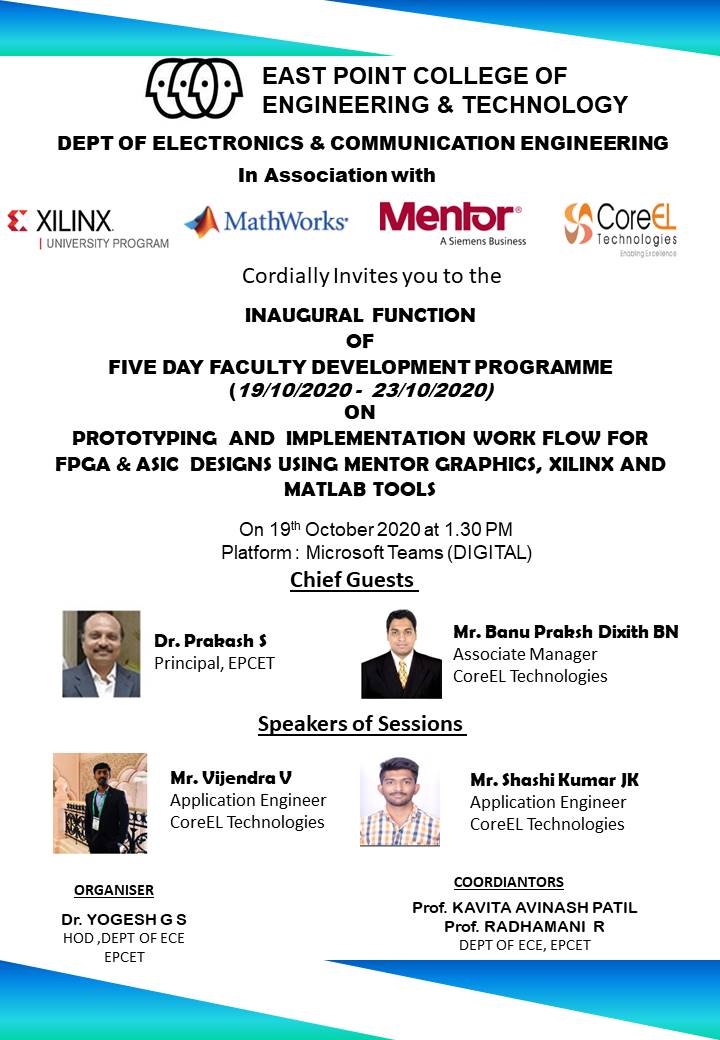 EAST POINT COLLEGE OF
ENGINEERING & TECHNOLOGY
DEPT OF ELECTRONICS & COMMUNICATION ENGINEERING
In Association with
XILINX
UNIVERSITY PROGRAM
MathWorks®
Mentor®
A Siemens Business
CoreEL
Technologies
Enabling Excellence
Cordially Invites you to the
INAUGURAL FUNCTION
OF
FIVE DAY FACULTY DEVELOPMENT PROGRAMME
(19/10/2020 - 23/10/2020)
ON
PROTOTYPING AND IMPLEMENTATION WORK FLOW FOR
FPGA & ASIC DESIGNS USING MENTOR GRAPHICS, XILINX AND
MATLAB TOOLS
On 19th October 2020 at 1.30 PM
Platform : Microsoft Teams (DIGITAL)
Chief Guests
Dr. Prakash S
Principal, EPCET
Mr. Banu Praksh Dixith BN
Associate Manager
CoreEL Technologies
Speakers of Sessions
Mr. Vijendra V
Application Engineer
CoreEL Technologies
Mr. Shashi Kumar JK
Application Engineer
CoreEL Technologies
ORGANISER
Dr. YOGESH G S
HOD ,DEPT OF ECE
EPCET
COORDIANTORS
Prof. KAVITA AVINASH PATIL
Prof. RADHAMANI R
DEPT OF ECE, EPCET